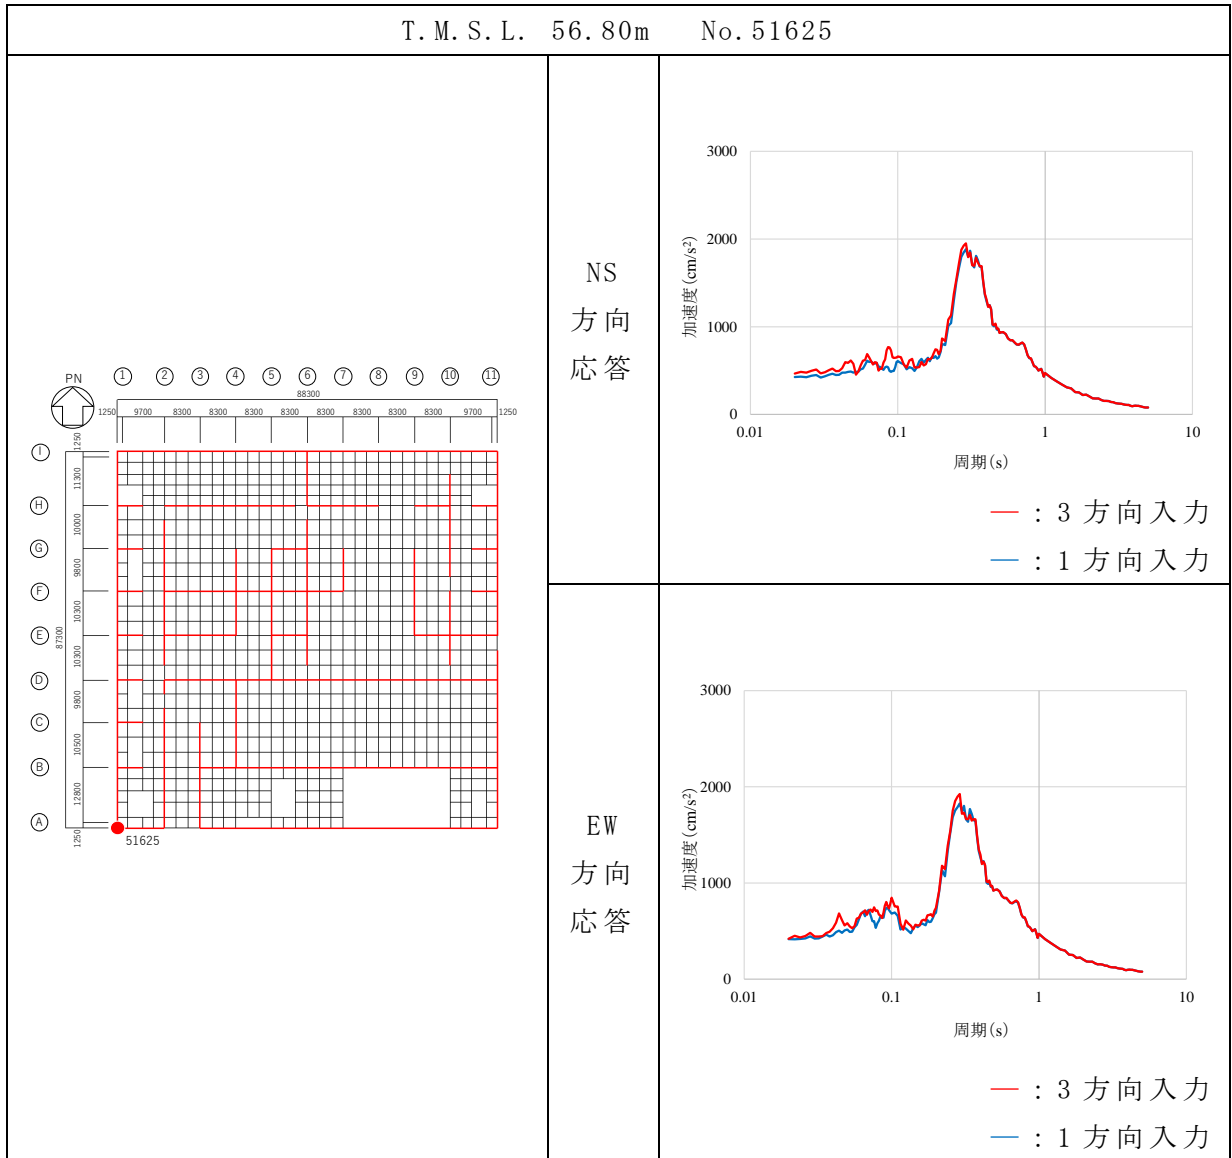 T.M.S.L. 56.80m No.51625
PN
1 2 3 4 5 6 7 8 9 10 11
88300
1250 9700 8300 8300 8300 8300 8300 8300 8300 8300 9700 1250
I
H
G
F
E
D
C
B
A
87300
1250
11300
10000
9800
10300
10300
9800
10500
12800
1250
51625
NS
方向
応答
3000
2000
1000
0
0.01 0.1 1 10
加速度(cm/s²)
周期(s)
― : 3 方向入力
― : 1 方向入力
EW
方向
応答
3000
2000
1000
0
0.01 0.1 1 10
加速度(cm/s²)
周期(s)
― : 3 方向入力
― : 1 方向入力